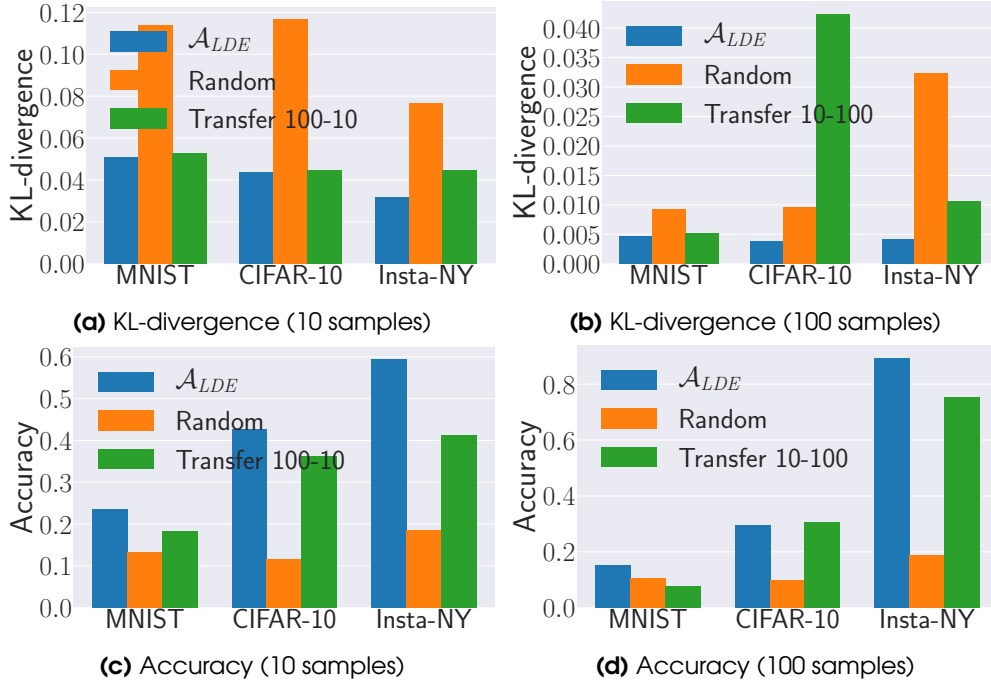 0.12
0.10
0.08
0.06
0.04
0.02
0.00
KL-divergence
A_LDE
Random
Transfer 100-10
MNIST CIFAR-10 Insta-NY
(a) KL-divergence (10 samples)
0.040
0.035
0.030
0.025
0.020
0.015
0.010
0.005
0.000
KL-divergence
A_LDE
Random
Transfer 10-100
MNIST CIFAR-10 Insta-NY
(b) KL-divergence (100 samples)
0.6
0.5
0.4
0.3
0.2
0.1
0.0
Accuracy
A_LDE
Random
Transfer 100-10
MNIST CIFAR-10 Insta-NY
(c) Accuracy (10 samples)
0.8
0.6
0.4
0.2
0.0
Accuracy
A_LDE
Random
Transfer 10-100
MNIST CIFAR-10 Insta-NY
(d) Accuracy (100 samples)